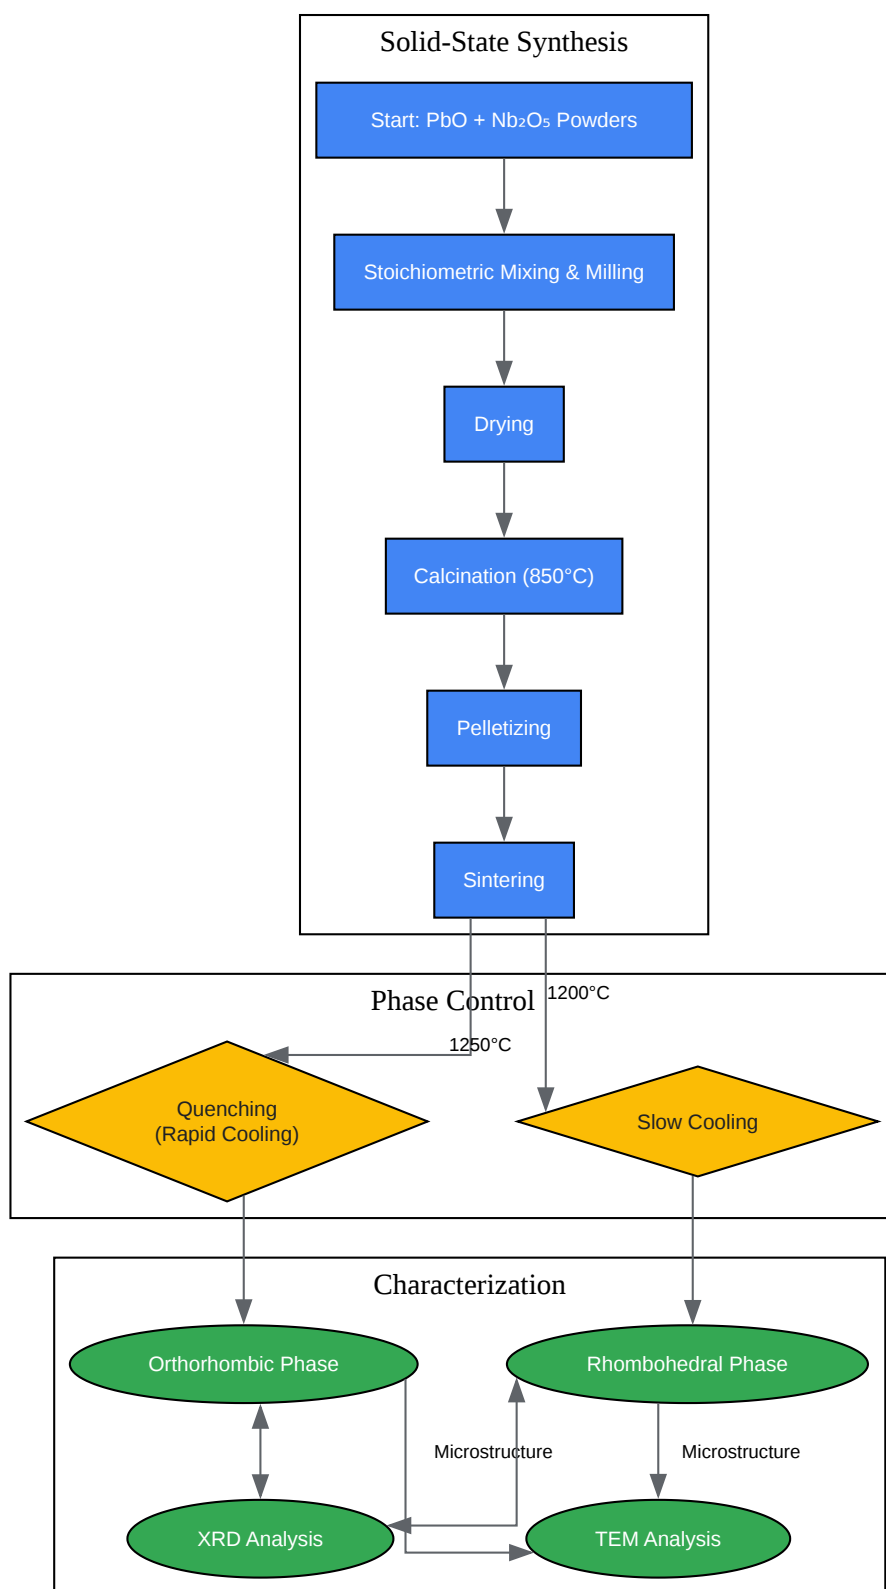 Solid-State Synthesis
Start: PbO + Nb₂O₅ Powders
Stoichiometric Mixing & Milling
Drying
Calcination (850°C)
Pelletizing
Sintering
Phase Control
1200°C
1250°C
Quenching
(Rapid Cooling)
Slow Cooling
Characterization
Orthorhombic Phase
Rhombohedral Phase
Microstructure
Microstructure
XRD Analysis
TEM Analysis